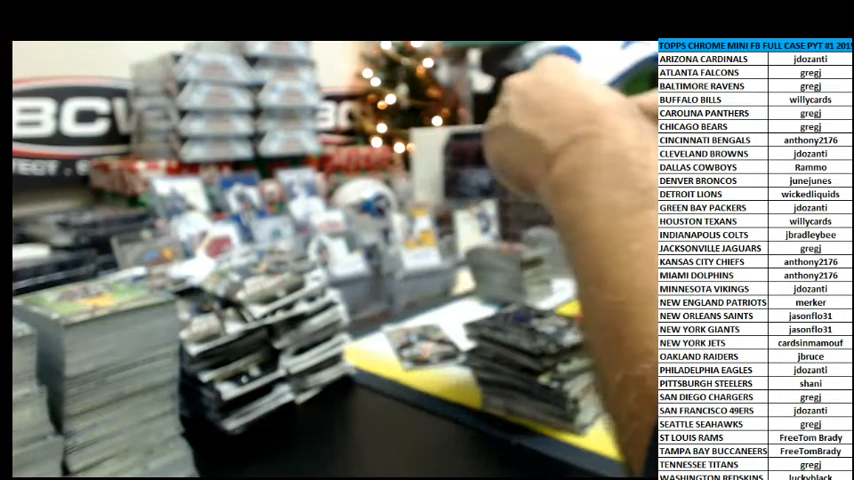 TOPPS CHROME MINI FB FULL CASE PYT #1 201
ARIZONA CARDINALS jdozanti
ATLANTA FALCONS gregj
BALTIMORE RAVENS gregj
BUFFALO BILLS willycards
CAROLINA PANTHERS gregj
CHICAGO BEARS gregj
CINCINNATI BENGALS anthony2176
CLEVELAND BROWNS jdozanti
DALLAS COWBOYS Rammo
DENVER BRONCOS junejunes
DETROIT LIONS wickedliquids
GREEN BAY PACKERS jdozanti
HOUSTON TEXANS willycards
INDIANAPOLIS COLTS jbradleybee
JACKSONVILLE JAGUARS gregj
KANSAS CITY CHIEFS anthony2176
MIAMI DOLPHINS anthony2176
MINNESOTA VIKINGS jdozanti
NEW ENGLAND PATRIOTS merker
NEW ORLEANS SAINTS jasonflo31
NEW YORK GIANTS jasonflo31
NEW YORK JETS cardsinmamouf
OAKLAND RAIDERS jbruce
PHILADELPHIA EAGLES jdozanti
PITTSBURGH STEELERS shani
SAN DIEGO CHARGERS gregj
SAN FRANCISCO 49ERS jdozanti
SEATTLE SEAHAWKS gregj
ST LOUIS RAMS FreeTom Brady
TAMPA BAY BUCCANEERS FreeTomBrady
TENNESSEE TITANS gregj
WASHINGTON REDSKINS luckyblack
BCW